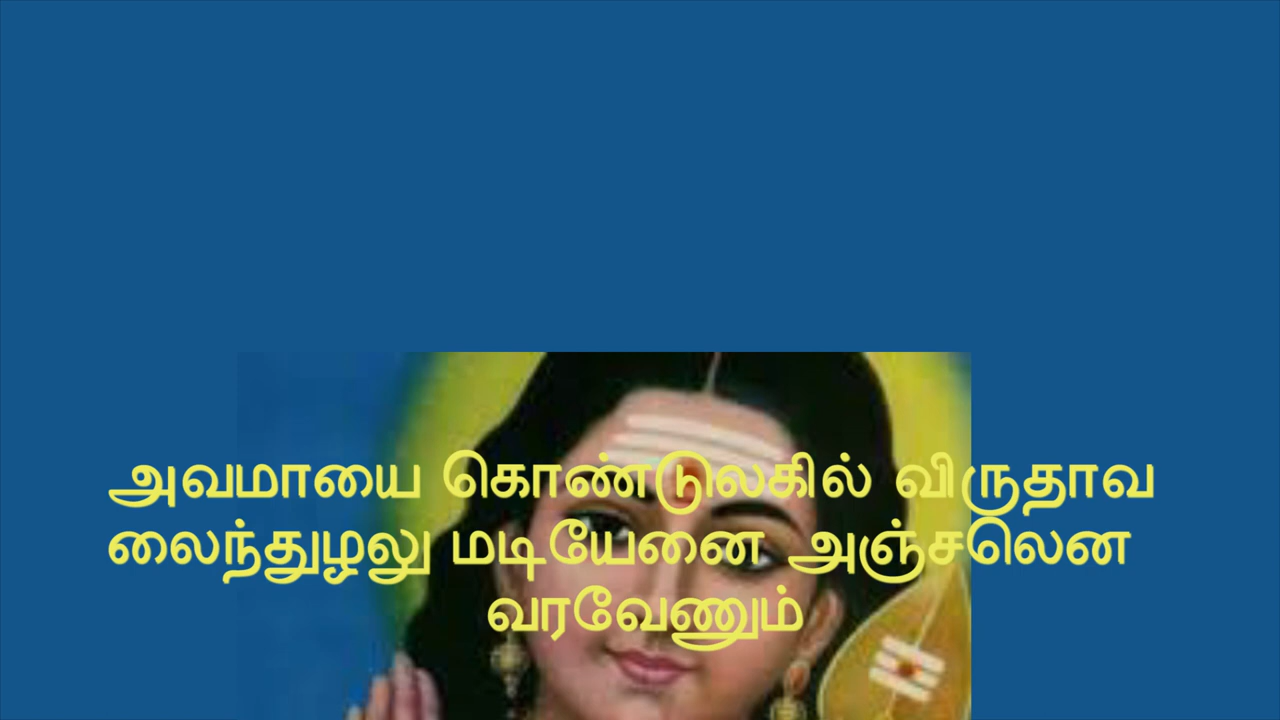 அவமாயை கொண்டுலகில் விருதாவ
லைந்துழலு மடியேனை அஞ்சலென
வரவேணும்